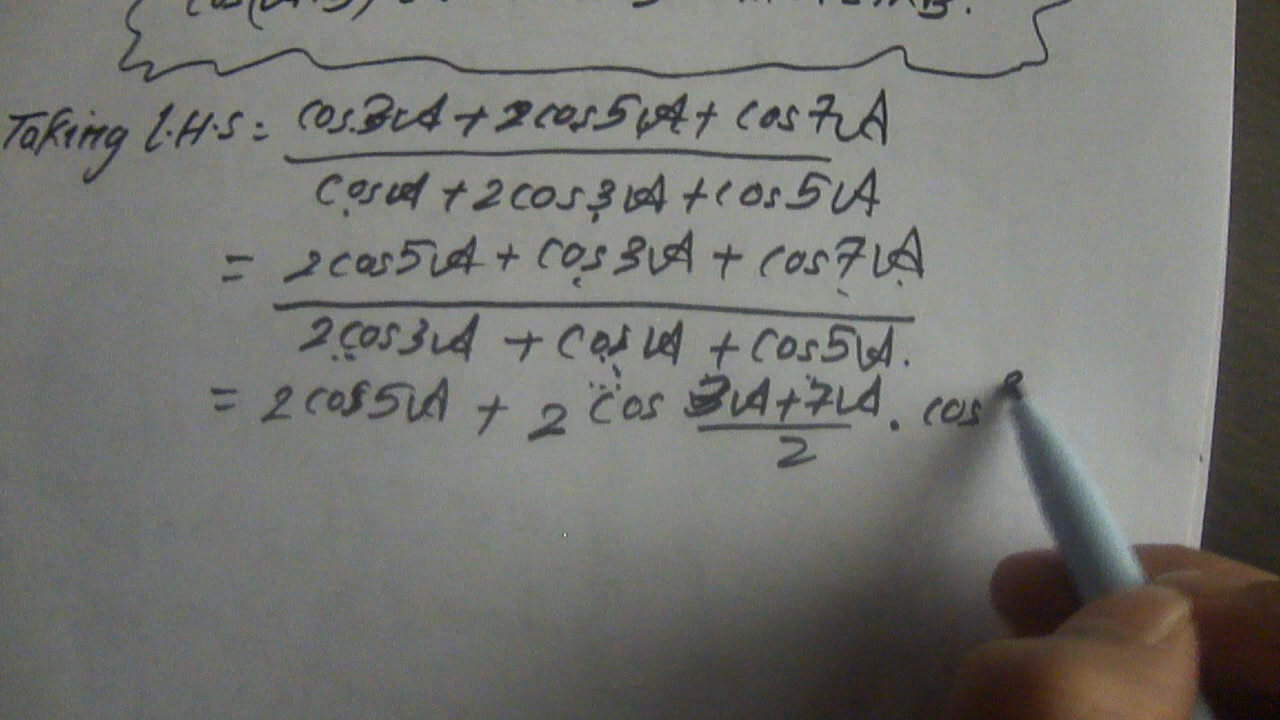 Taking L.H.S = cos3A + 2cos5A + cos7A
cosA + 2cos3A + cos5A
= 2cos5A + cos3A + cos7A
2cos3A + cosA + cos5A.
= 2cos5A + 2 cos 3A + 7A . cos
2